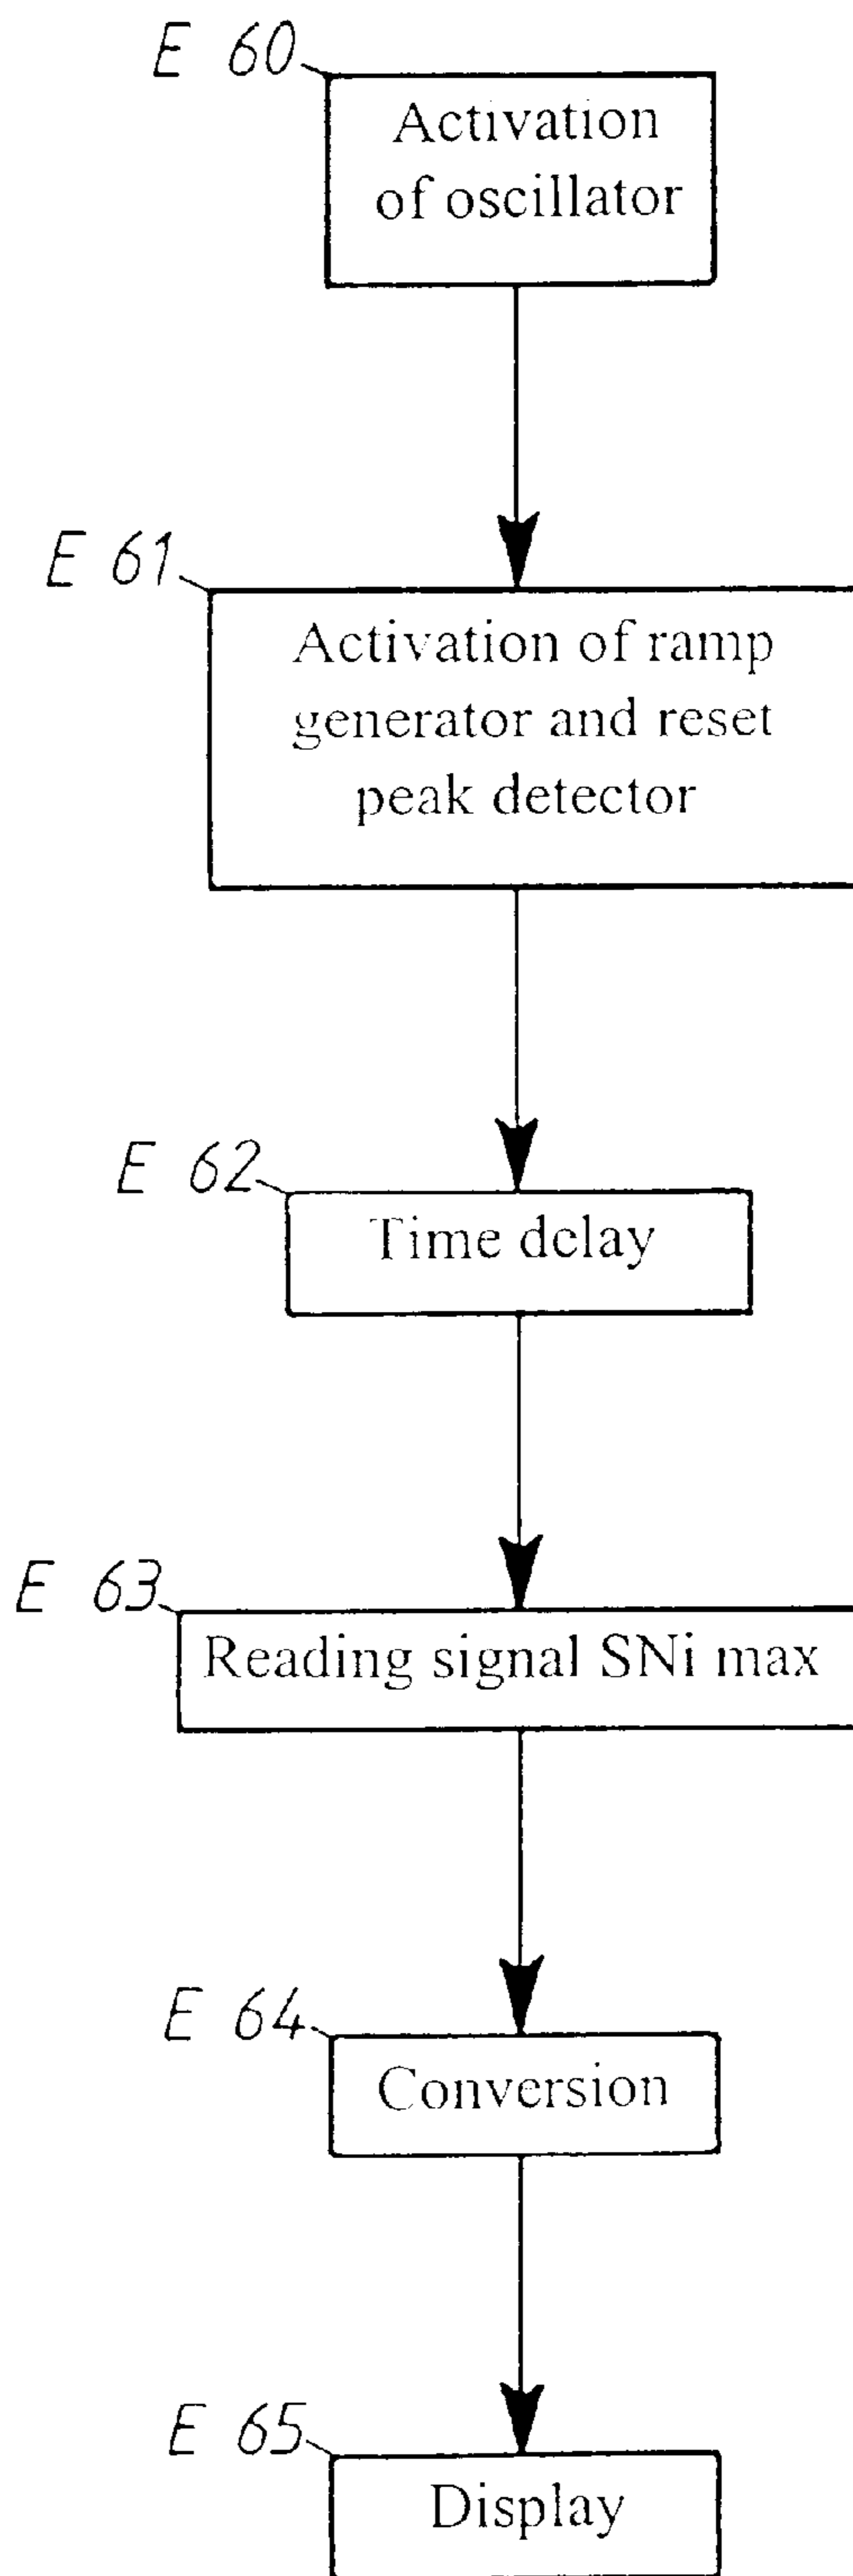 E 60
Activation
of oscillator
E 61
Activation of ramp
generator and reset
peak detector
E 62
Time delay
E 63
Reading signal SNi max
E 64
Conversion
E 65
Display